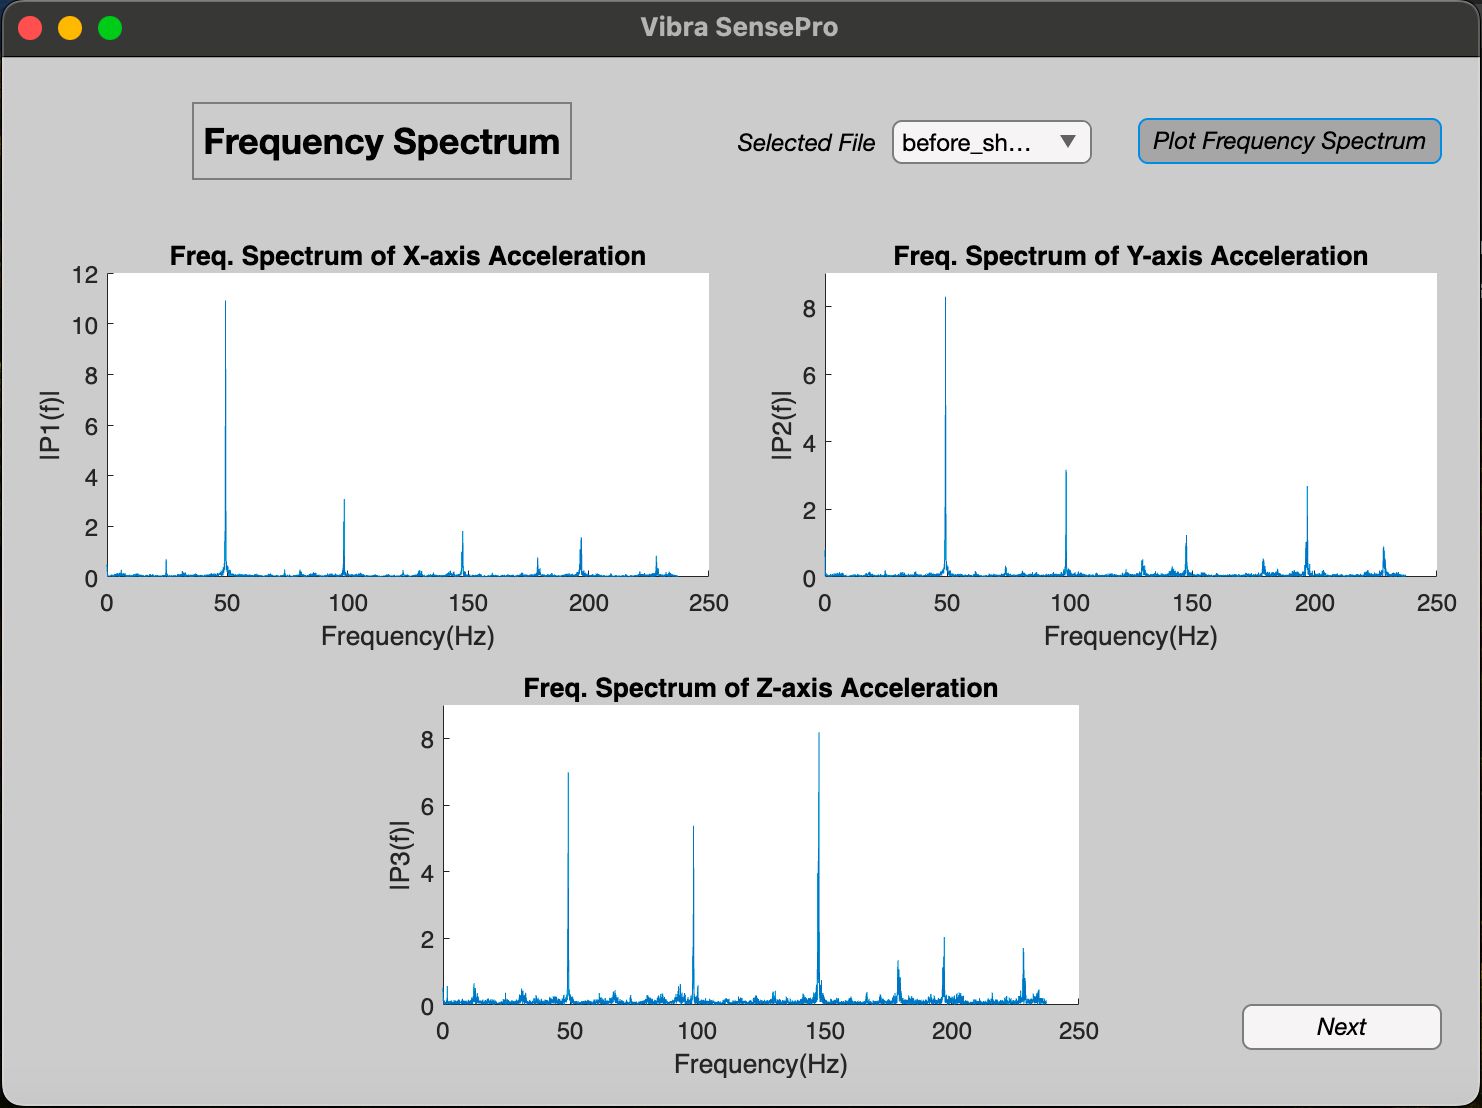 Vibra SensePro
Frequency Spectrum
Selected File
before_sh...
Plot Frequency Spectrum
Freq. Spectrum of X-axis Acceleration
12
10
8
6
4
2
0
|P1(f)|
0 50 100 150 200 250
Frequency(Hz)
Freq. Spectrum of Y-axis Acceleration
8
6
4
2
0
|P2(f)|
0 50 100 150 200 250
Frequency(Hz)
Freq. Spectrum of Z-axis Acceleration
8
6
4
2
0
|P3(f)|
0 50 100 150 200 250
Frequency(Hz)
Next